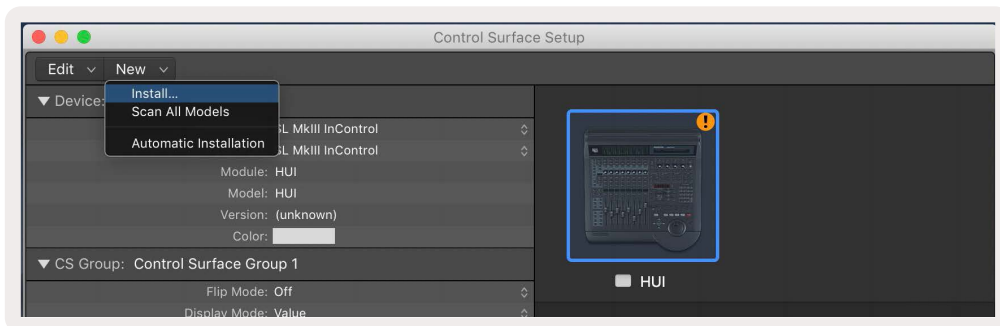 Control Surface Setup
Edit New
Install...
Scan All Models
Automatic Installation
Device:
SL MkIII InControl
SL MkIII InControl
Module: HUI
Model: HUI
Version: (unknown)
Color:
CS Group: Control Surface Group 1
Flip Mode: Off
Display Mode: Value
HUI